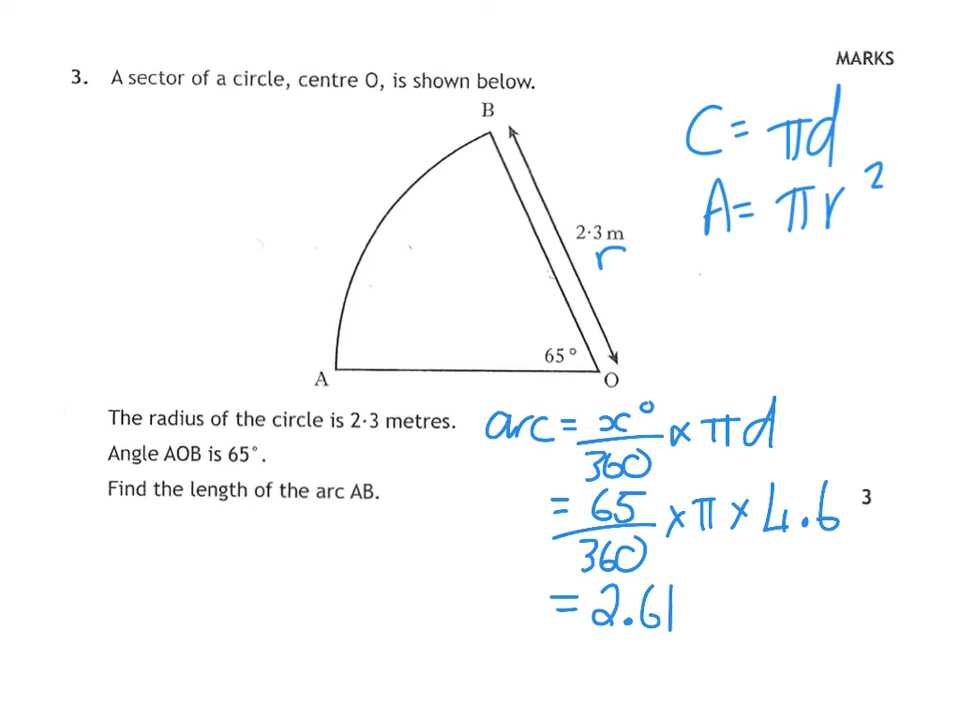 MARKS
3. A sector of a circle, centre O, is shown below.
B
C = πd
A = πr²
2·3 m
r
65°
A
O
The radius of the circle is 2·3 metres.
Angle AOB is 65°.
Find the length of the arc AB.
3
arc = x°/360 × πd
= 65/360 × π × 4.6
= 2.61